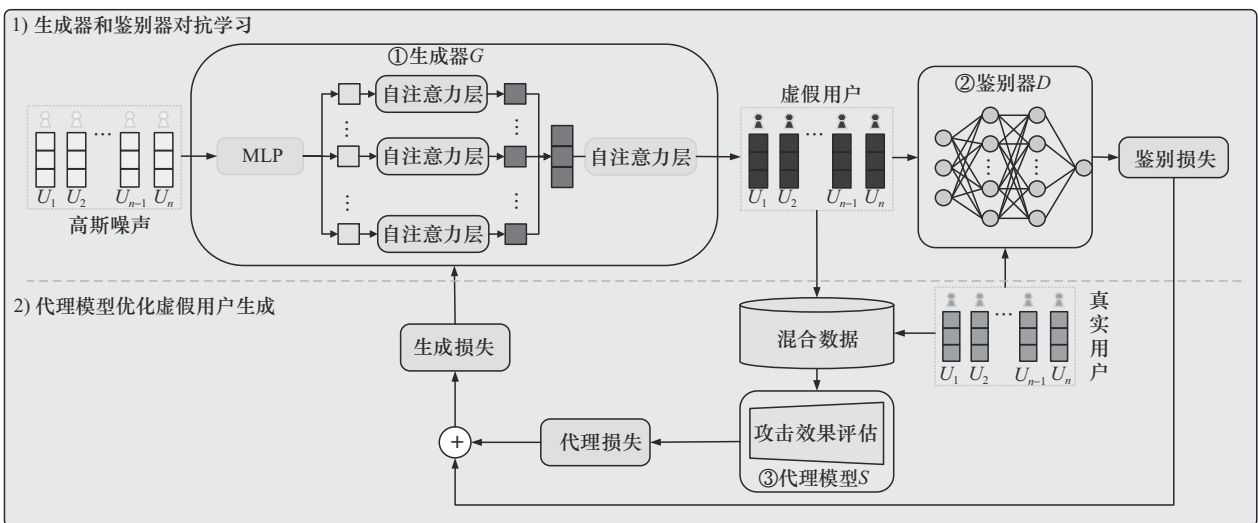 1) 生成器和鉴别器对抗学习
①生成器G
自注意力层
MLP
自注意力层
自注意力层
自注意力层
U1 U2 ... Un−1 Un
高斯噪声
虚假用户
U1 U2 ... Un−1 Un
②鉴别器D
鉴别损失
2) 代理模型优化虚假用户生成
生成损失
混合数据
U1 U2 ... Un−1 Un
真实用户
+
代理损失
攻击效果评估
③代理模型S